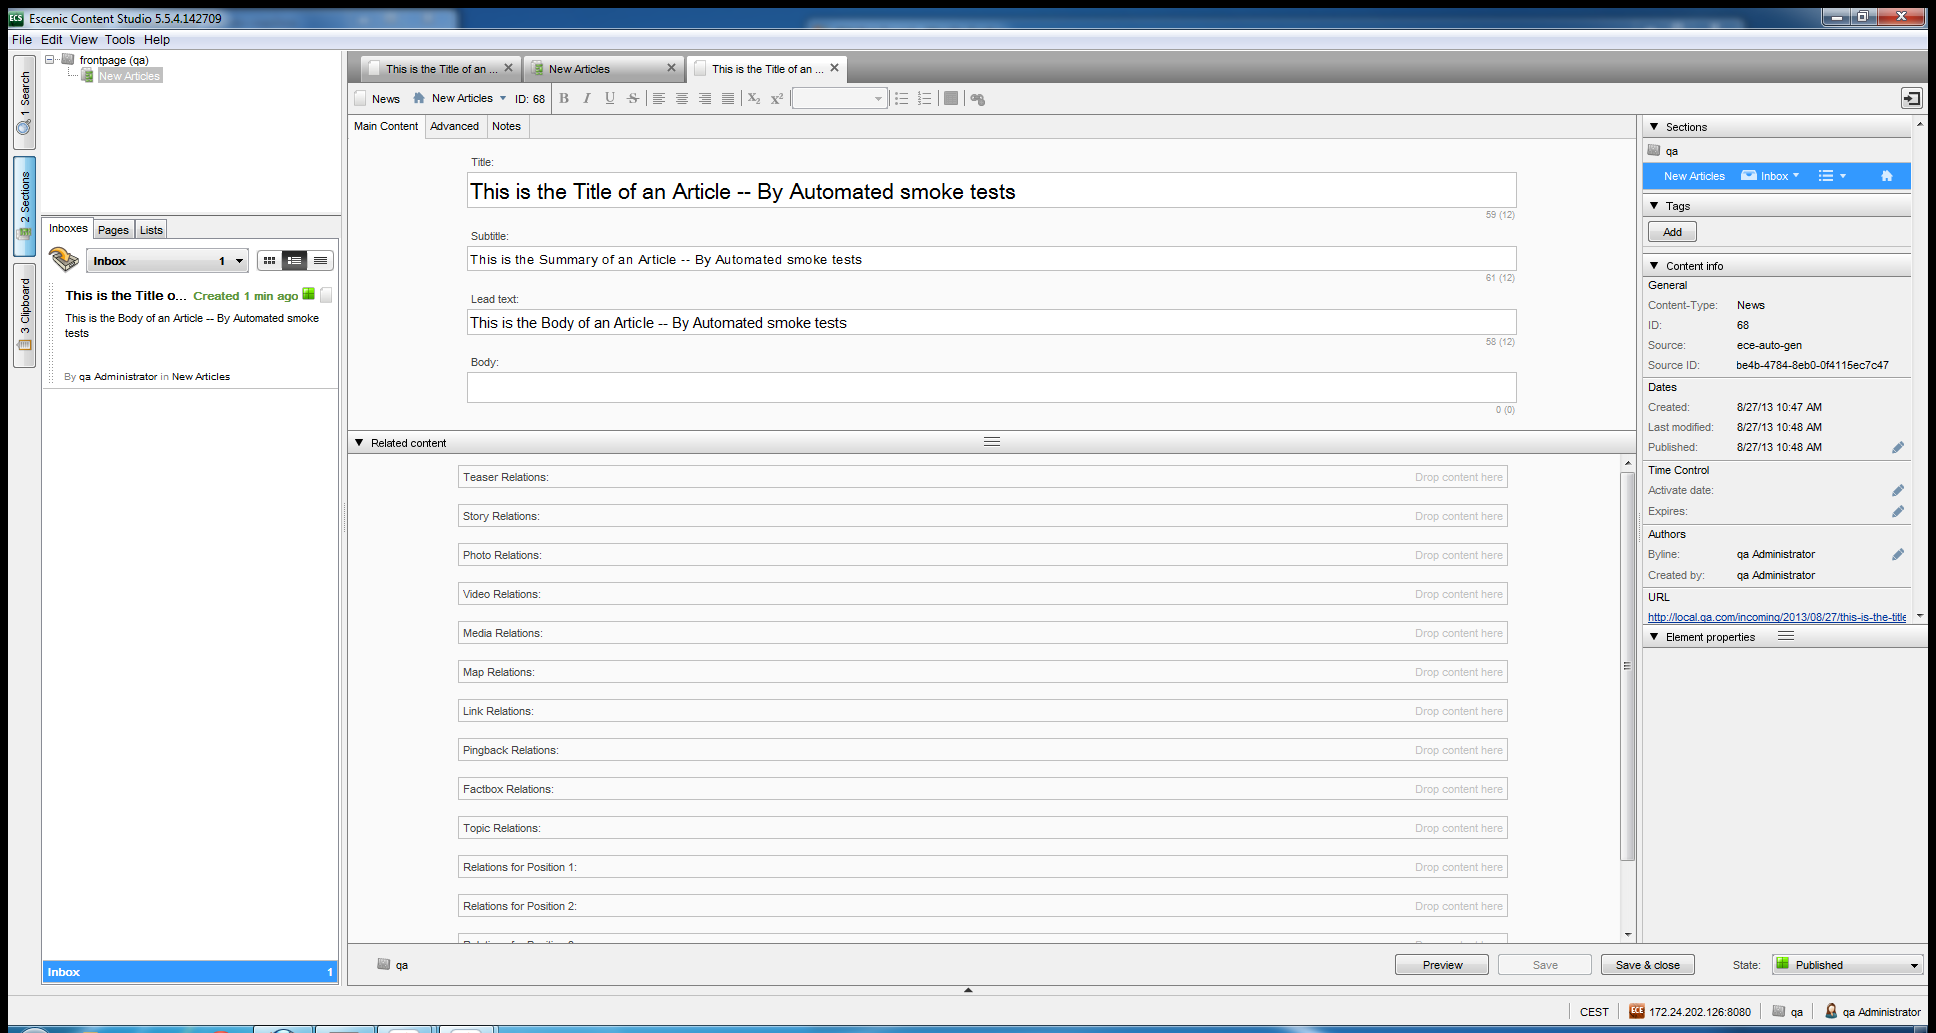 Escenic Content Studio 5.5.4.142709
File Edit View Tools Help
1 Search
2 Sections
3 Clipboard
frontpage (qa)
New Articles
Inboxes Pages Lists
Inbox 1
This is the Title o... Created 1 min ago
This is the Body of an Article -- By Automated smoke
tests
By qa Administrator in New Articles
Inbox 1
This is the Title of an ... New Articles This is the Title of an ...
News New Articles ID: 68 B I U S X2 X2
Main Content Advanced Notes
Title:
This is the Title of an Article -- By Automated smoke tests
59 (12)
Subtitle:
This is the Summary of an Article -- By Automated smoke tests
61 (12)
Lead text:
This is the Body of an Article -- By Automated smoke tests
58 (12)
Body:
0 (0)
Related content
Teaser Relations: Drop content here
Story Relations: Drop content here
Photo Relations: Drop content here
Video Relations: Drop content here
Media Relations: Drop content here
Map Relations: Drop content here
Link Relations: Drop content here
Pingback Relations: Drop content here
Factbox Relations: Drop content here
Topic Relations: Drop content here
Relations for Position 1: Drop content here
Relations for Position 2: Drop content here
qa
Preview Save Save & close State: Published
Sections
qa
New Articles Inbox
Tags
Add
Content info
General
Content-Type: News
ID: 68
Source: ece-auto-gen
Source ID: be4b-4784-8eb0-0f4115ec7c47
Dates
Created: 8/27/13 10:47 AM
Last modified: 8/27/13 10:48 AM
Published: 8/27/13 10:48 AM
Time Control
Activate date:
Expires:
Authors
Byline: qa Administrator
Created by: qa Administrator
URL
http://local.qa.com/incoming/2013/08/27/this-is-the-title
Element properties
CEST ECE 172.24.202.126:8080 qa qa Administrator